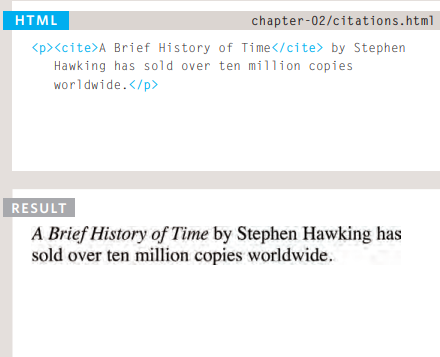 HTML
chapter-02/citations.html
<p><cite>A Brief History of Time</cite> by Stephen
Hawking has sold over ten million copies
worldwide.</p>
RESULT
A Brief History of Time by Stephen Hawking has
sold over ten million copies worldwide.